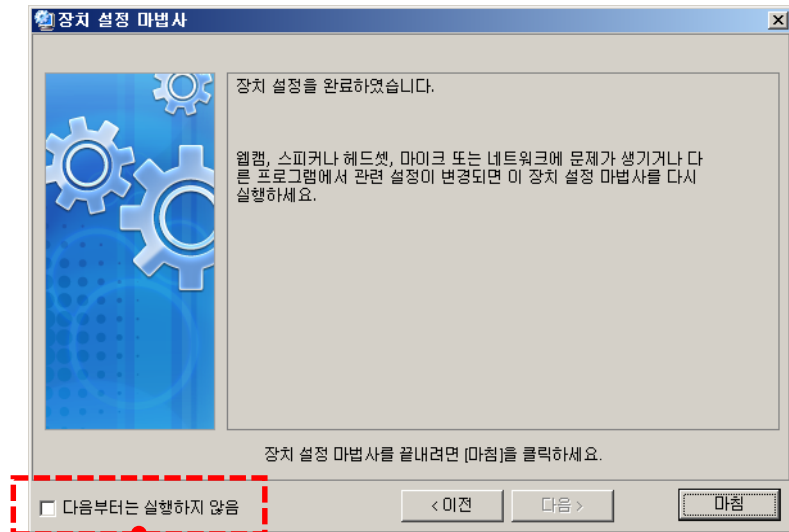 장치 설정 마법사
장치 설정을 완료하였습니다.
웹캠, 스피커나 헤드셋, 마이크 또는 네트워크에 문제가 생기거나 다
른 프로그램에서 관련 설정이 변경되면 이 장치 설정 마법사를 다시
실행하세요.
장치 설정 마법사를 끝내려면 [마침]을 클릭하세요.
다음부터는 실행하지 않음
< 이전
다음 >
마침